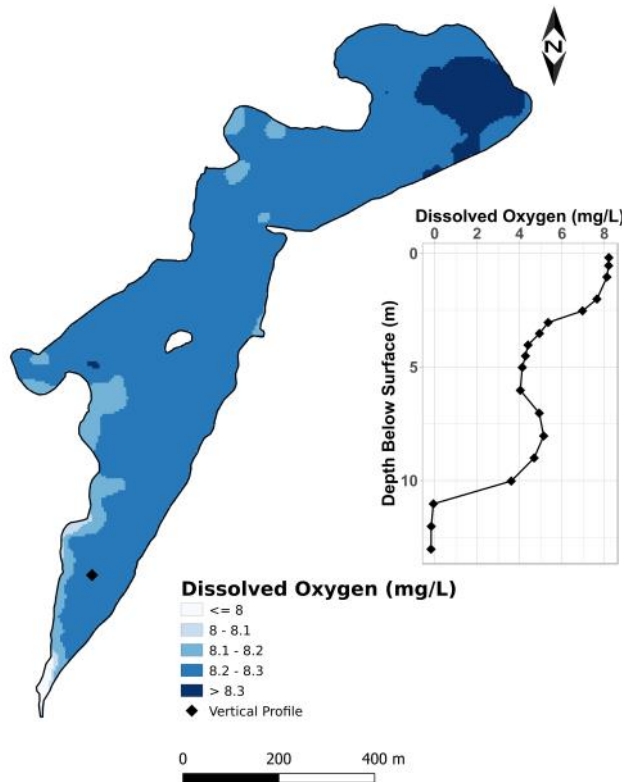 N
Dissolved Oxygen (mg/L)
0 2 4 6 8
Depth Below Surface (m)
0
5
10
Dissolved Oxygen (mg/L)
<= 8
8 - 8.1
8.1 - 8.2
8.2 - 8.3
> 8.3
Vertical Profile
0 200 400 m